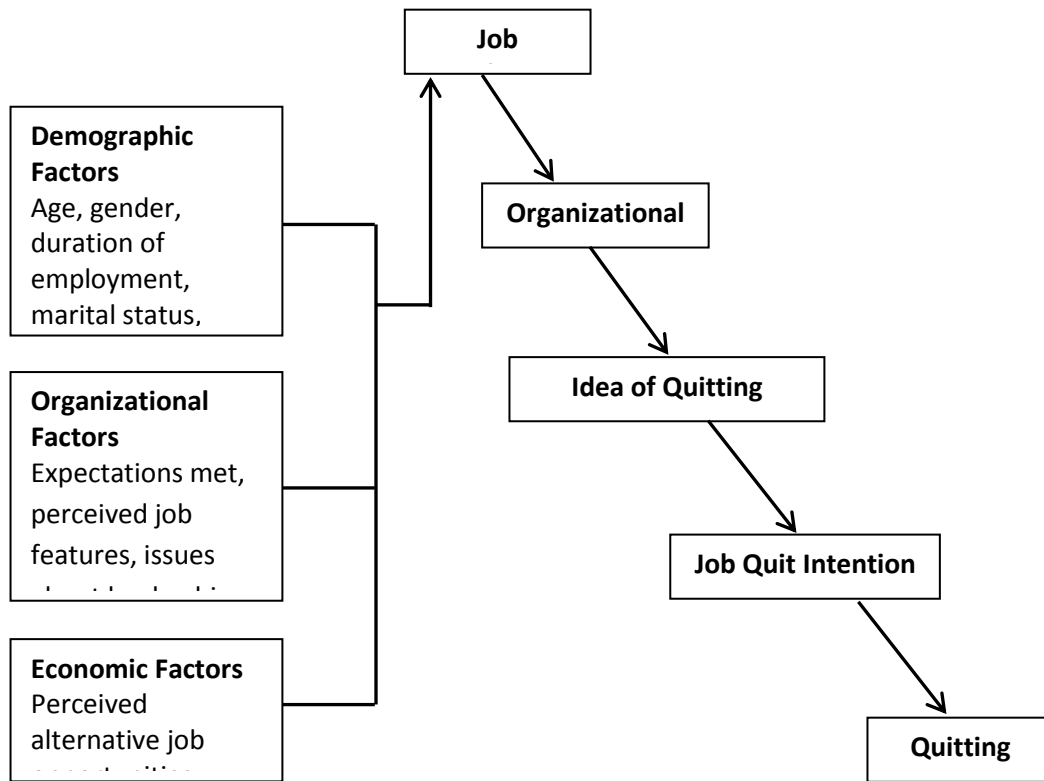 Job
Demographic
Factors
Age, gender,
duration of
employment,
marital status,
Organizational
Factors
Expectations met,
perceived job
features, issues
Economic Factors
Perceived
alternative job
Organizational
Idea of Quitting
Job Quit Intention
Quitting